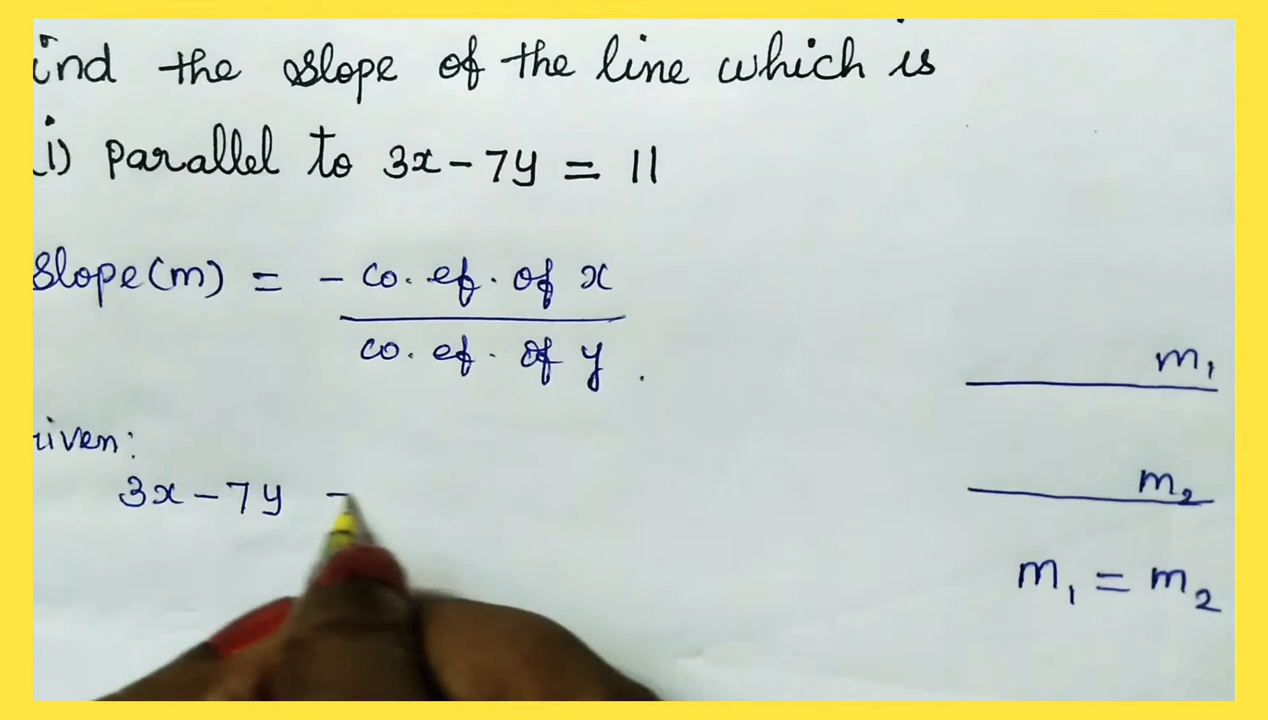 ind the slope of the line which is
i) parallel to 3x - 7y = 11
Slope(m) = - co. ef. of x
co. ef. of y.
m₁
m₂
m₁ = m₂
iven:
3x - 7y -